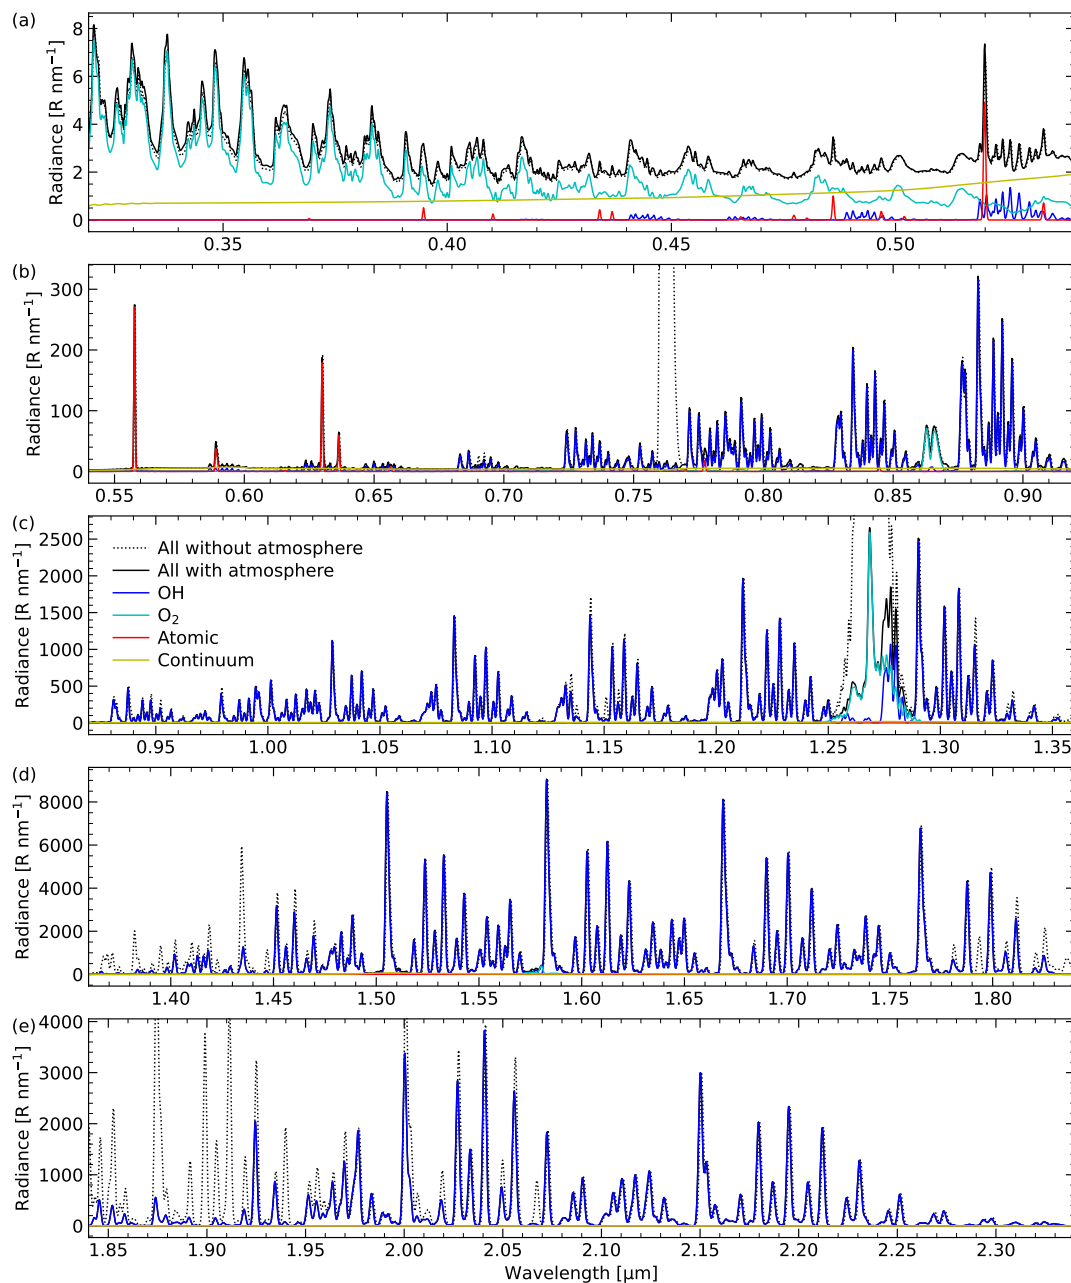 (a)
Radiance [R nm⁻¹]
8
6
4
2
0
0.35 0.40 0.45 0.50
(b)
Radiance [R nm⁻¹]
300
200
100
0
0.55 0.60 0.65 0.70 0.75 0.80 0.85 0.90
(c)
Radiance [R nm⁻¹]
2500
2000
1500
1000
500
0
All without atmosphere
All with atmosphere
OH
O₂
Atomic
Continuum
0.95 1.00 1.05 1.10 1.15 1.20 1.25 1.30 1.35
(d)
Radiance [R nm⁻¹]
8000
6000
4000
2000
0
1.40 1.45 1.50 1.55 1.60 1.65 1.70 1.75 1.80
(e)
Radiance [R nm⁻¹]
4000
3000
2000
1000
0
1.85 1.90 1.95 2.00 2.05 2.10 2.15 2.20 2.25 2.30
Wavelength [µm]